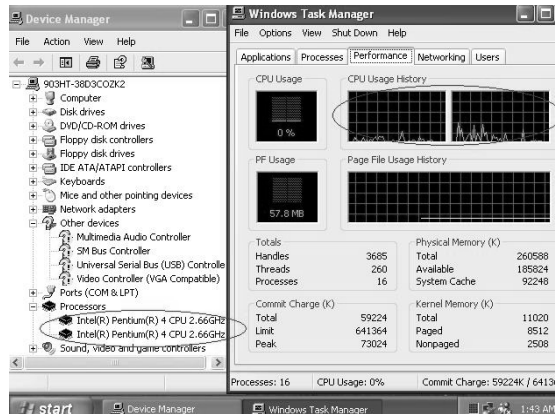 Device Manager
File Action View Help
903HT-38D3COZK2
Computer
Disk drives
DVD/CD-ROM drives
Floppy disk controllers
Floppy disk drives
IDE ATA/ATAPI controllers
Keyboards
Mice and other pointing devices
Network adapters
Other devices
Multimedia Audio Controller
SM Bus Controller
Universal Serial Bus (USB) Controlle
Video Controller (VGA Compatible)
Ports (COM & LPT)
Processors
Intel(R) Pentium(R) 4 CPU 2.66GHz
Intel(R) Pentium(R) 4 CPU 2.66GHz
Sound, video and game controllers
Windows Task Manager
File Options View Shut Down Help
Applications Processes Performance Networking Users
CPU Usage CPU Usage History
0 %
PF Usage Page File Usage History
57.8 MB
Totals
Handles 3685
Threads 260
Processes 16
Physical Memory (K)
Total 260588
Available 185824
System Cache 92248
Commit Charge (K)
Total 59224
Limit 641364
Peak 73024
Kernel Memory (K)
Total 11020
Paged 8512
Nonpaged 2508
Processes: 16 CPU Usage: 0% Commit Charge: 59224K / 6413
start Device Manager Windows Task Manager 1:43 AM